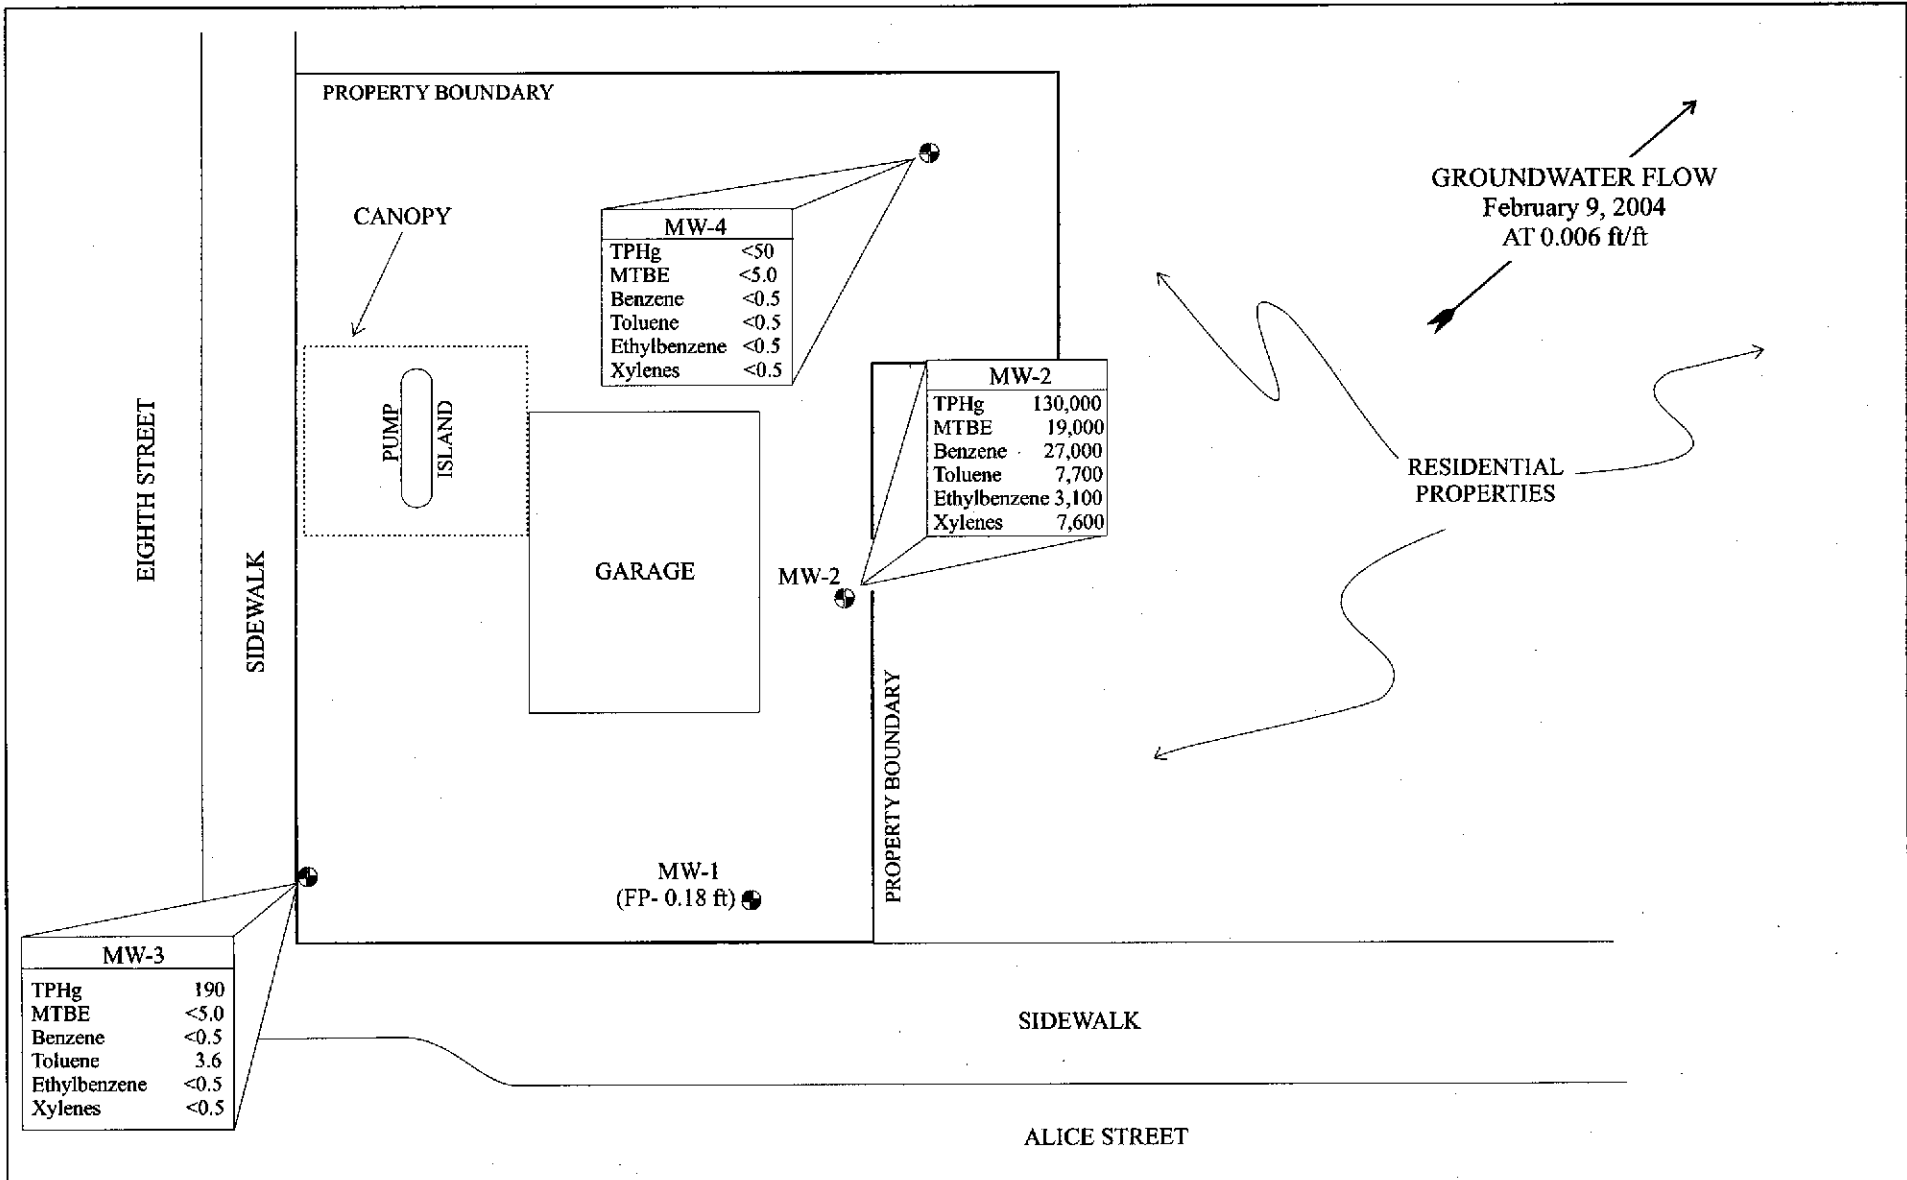 PROPERTY BOUNDARY
GROUNDWATER FLOW
February 9, 2004
AT 0.006 ft/ft
CANOPY
MW-4
TPHg <50
MTBE <5.0
Benzene <0.5
Toluene <0.5
Ethylbenzene <0.5
Xylenes <0.5
MW-2
TPHg 130,000
MTBE 19,000
Benzene 27,000
Toluene 7,700
Ethylbenzene 3,100
Xylenes 7,600
PUMP
ISLAND
EIGHTH STREET
SIDEWALK
GARAGE
MW-2
RESIDENTIAL
PROPERTIES
PROPERTY BOUNDARY
MW-1
(FP- 0.18 ft)
MW-3
TPHg 190
MTBE <5.0
Benzene <0.5
Toluene 3.6
Ethylbenzene <0.5
Xylenes <0.5
SIDEWALK
ALICE STREET